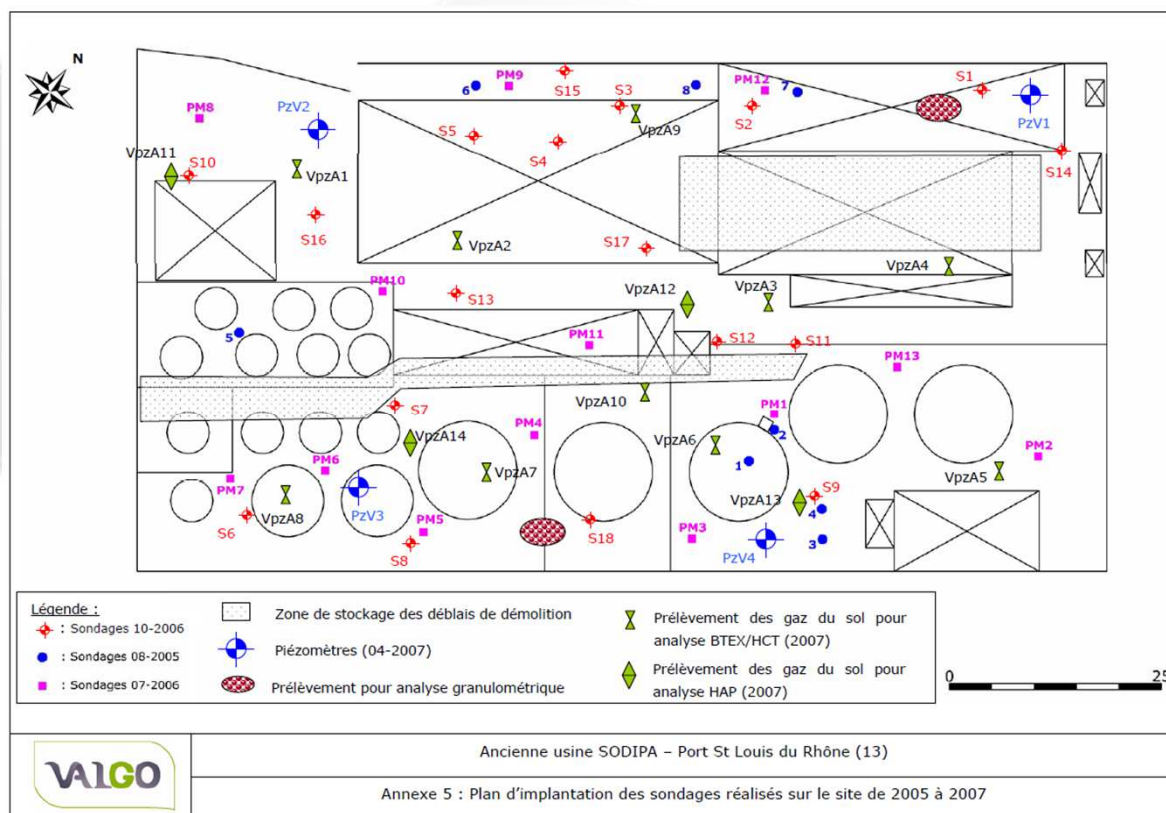 N
PM9
S15
6
8
PM12
7
S1
PzV1
PM8
PzV2
S3
VpzA9
S2
S5
S4
S14
VpzA11
S10
VpzA1
S16
VpzA2
S17
VpzA4
PM10
S13
VpzA12
VpzA3
5
PM11
S12
S11
PM13
VpzA10
S7
PM4
PM1
2
VpzA14
VpzA6
1
PM2
VpzA7
VpzA5
PM6
PM7
VpzA13
S9
S6
VpzA8
PzV3
4
PM5
S18
PM3
PzV4
3
S8
Légende :
: Sondages 10-2006
: Sondages 08-2005
: Sondages 07-2006
Zone de stockage des déblais de démolition
Piézomètres (04-2007)
Prélèvement pour analyse granulométrique
Prélèvement des gaz du sol pour
analyse BTEX/HCT (2007)
Prélèvement des gaz du sol pour
analyse HAP (2007)
0
25
VALGO
Ancienne usine SODIPA – Port St Louis du Rhône (13)
Annexe 5 : Plan d'implantation des sondages réalisés sur le site de 2005 à 2007